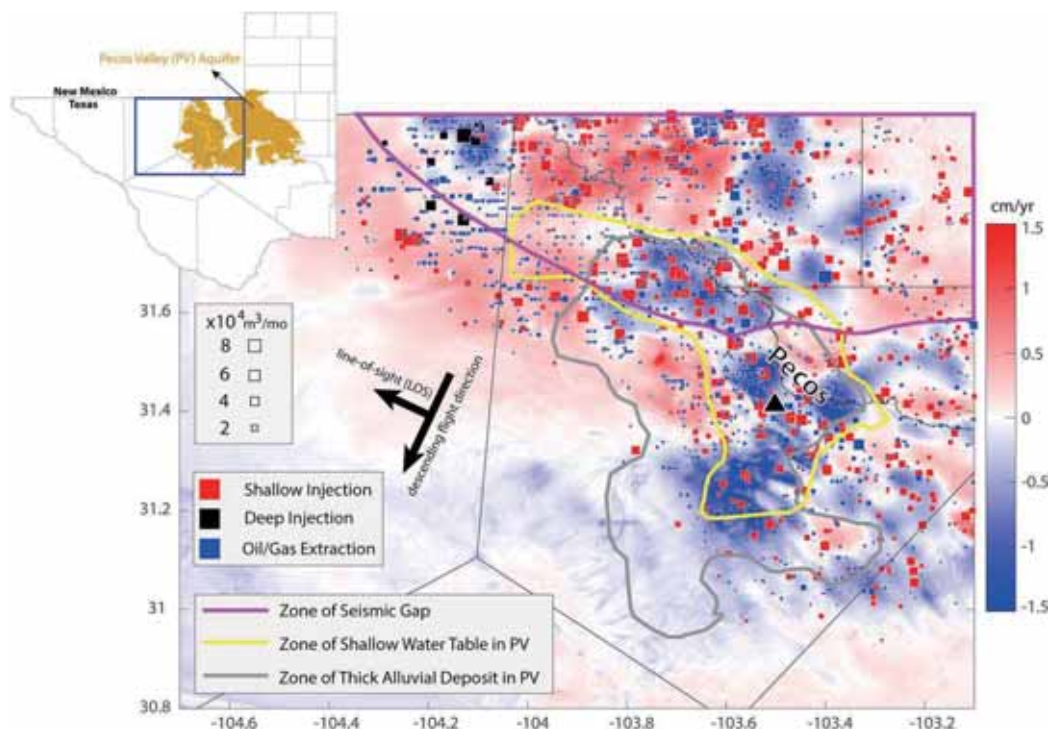 Pecos Valley (PV) Aquifer
New Mexico
Texas
cm/yr
1.5
1
0
-1
-1.5
31.6
31.4
31.2
31
30.8
x10⁴m³/mo
8
6
4
2
line-of-sight (LOS)
descending flight direction
Pecos
Shallow Injection
Deep Injection
Oil/Gas Extraction
Zone of Seismic Gap
Zone of Shallow Water Table in PV
Zone of Thick Alluvial Deposit in PV
-104.6 -104.4 -104.2 -104 -103.8 -103.6 -103.4 -103.2